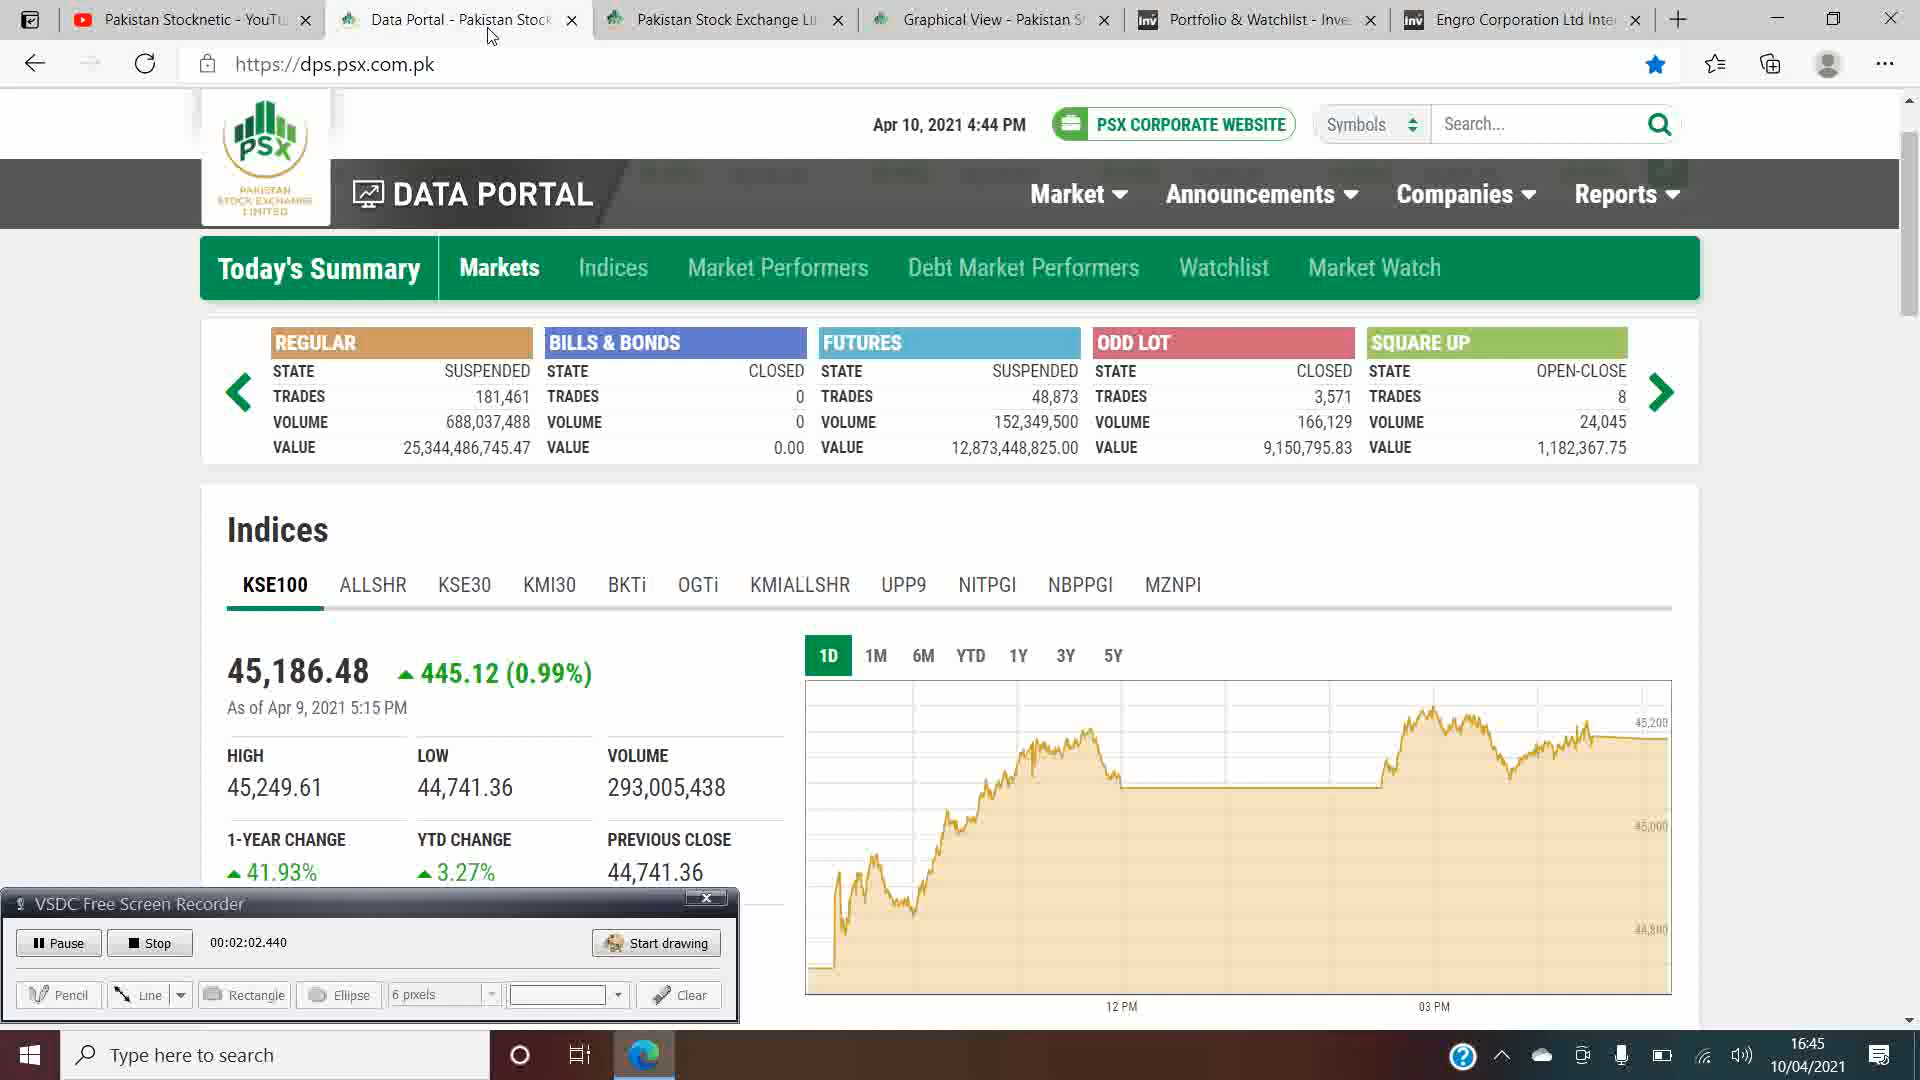 Pakistan Stocknetic - YouTu
Data Portal - Pakistan Stock
Pakistan Stock Exchange Li
Graphical View - Pakistan S
Portfolio & Watchlist - Inve
Engro Corporation Ltd Inte
https://dps.psx.com.pk
PSX
PAKISTAN
STOCK EXCHANGE
LIMITED
Apr 10, 2021 4:44 PM
PSX CORPORATE WEBSITE
Symbols
Search...
DATA PORTAL
Market
Announcements
Companies
Reports
Today's Summary
Markets
Indices
Market Performers
Debt Market Performers
Watchlist
Market Watch
REGULAR
STATE SUSPENDED
TRADES 181,461
VOLUME 688,037,488
VALUE 25,344,486,745.47
BILLS & BONDS
STATE CLOSED
TRADES 0
VOLUME 0
VALUE 0.00
FUTURES
STATE SUSPENDED
TRADES 48,873
VOLUME 152,349,500
VALUE 12,873,448,825.00
ODD LOT
STATE CLOSED
TRADES 3,571
VOLUME 166,129
VALUE 9,150,795.83
SQUARE UP
STATE OPEN-CLOSE
TRADES 8
VOLUME 24,045
VALUE 1,182,367.75
Indices
KSE100 ALLSHR KSE30 KMI30 BKTi OGTi KMIALLSHR UPP9 NITPGI NBPPGI MZNPI
45,186.48 445.12 (0.99%)
As of Apr 9, 2021 5:15 PM
HIGH LOW VOLUME
45,249.61 44,741.36 293,005,438
1-YEAR CHANGE YTD CHANGE PREVIOUS CLOSE
41.93% 3.27% 44,741.36
1D 1M 6M YTD 1Y 3Y 5Y
45,200
45,000
44,800
12 PM 03 PM
VSDC Free Screen Recorder
Pause Stop 00:02:02.440 Start drawing
Pencil Line Rectangle Ellipse 6 pixels Clear
Type here to search
16:45
10/04/2021